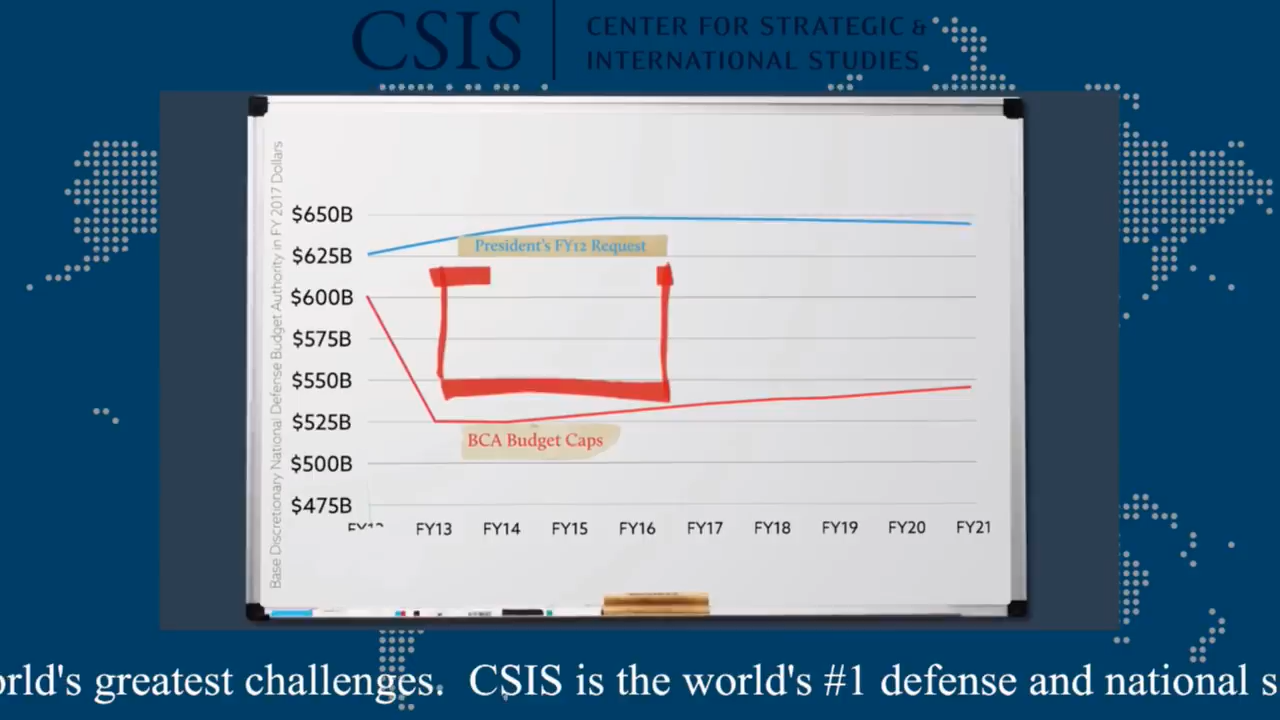 CSIS
CENTER FOR STRATEGIC &
INTERNATIONAL STUDIES
Base Discretionary National Defense Budget Authority in FY 2017 Dollars
$650B
$625B
$600B
$575B
$550B
$525B
$500B
$475B
President's FY12 Request
BCA Budget Caps
FY13 FY14 FY15 FY16 FY17 FY18 FY19 FY20 FY21
orld's greatest challenges. CSIS is the world's #1 defense and national s